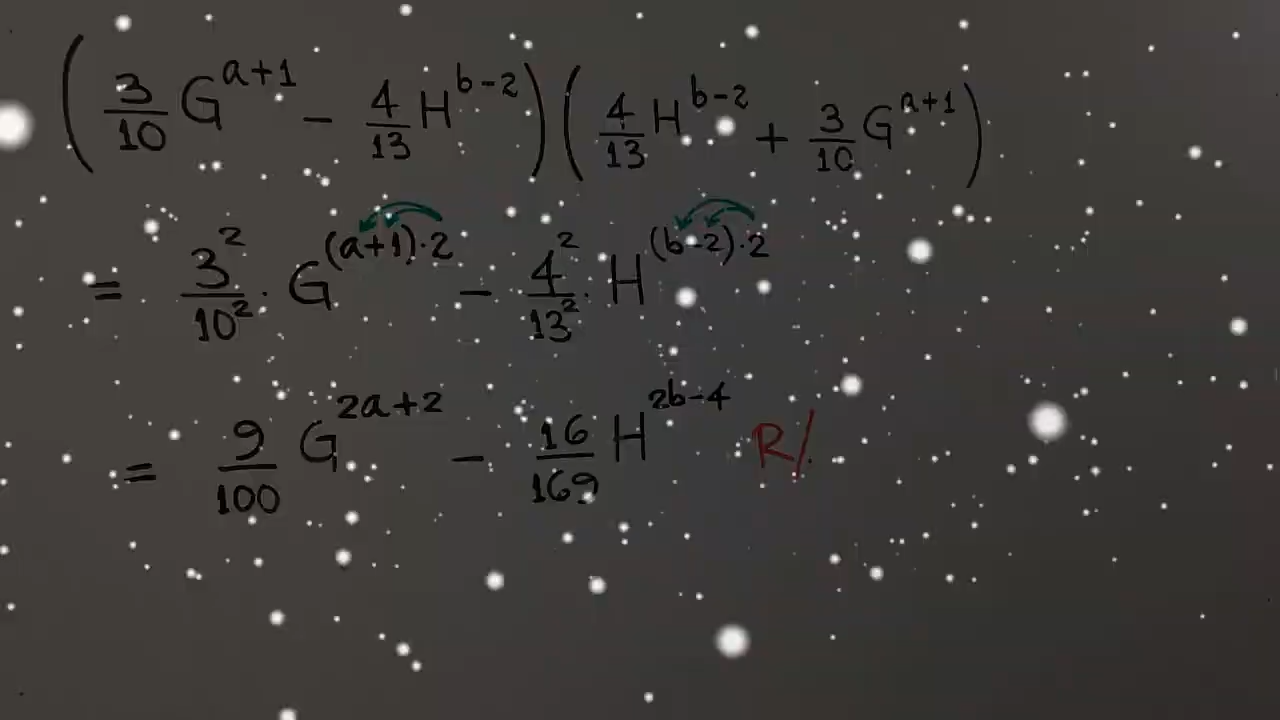 (3/10 G^(a+1) - 4/13 H^(b-2)) (4/13 H^(b-2) + 3/10 G^(a+1))
= 3²/10² · G^((a+1)·2) - 4²/13² · H^((b-2)·2)
= 9/100 G^(2a+2) - 16/169 H^(2b-4) R/